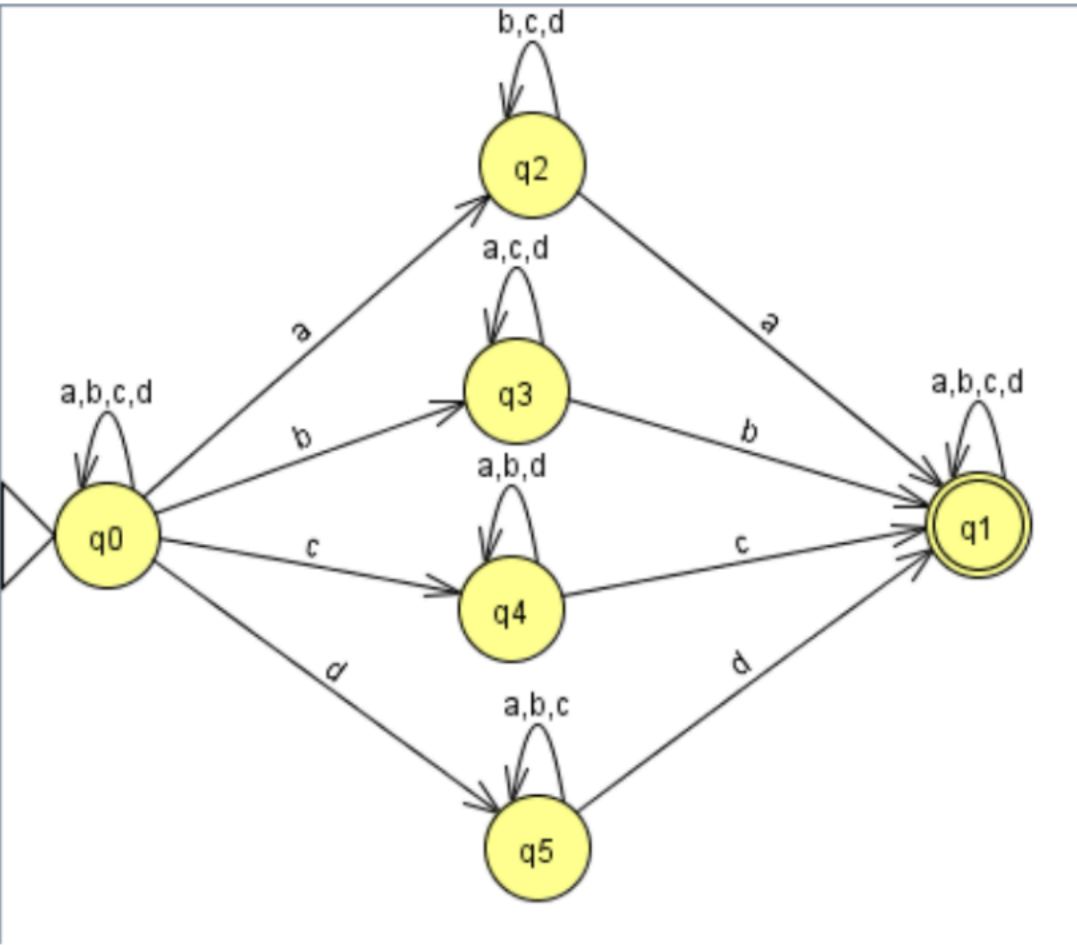 b,c,d
q2
a,c,d
a
a
q3
a,b,c,d
a,b,c,d
b
b
a,b,d
q0
q1
c
c
q4
d
d
a,b,c
q5